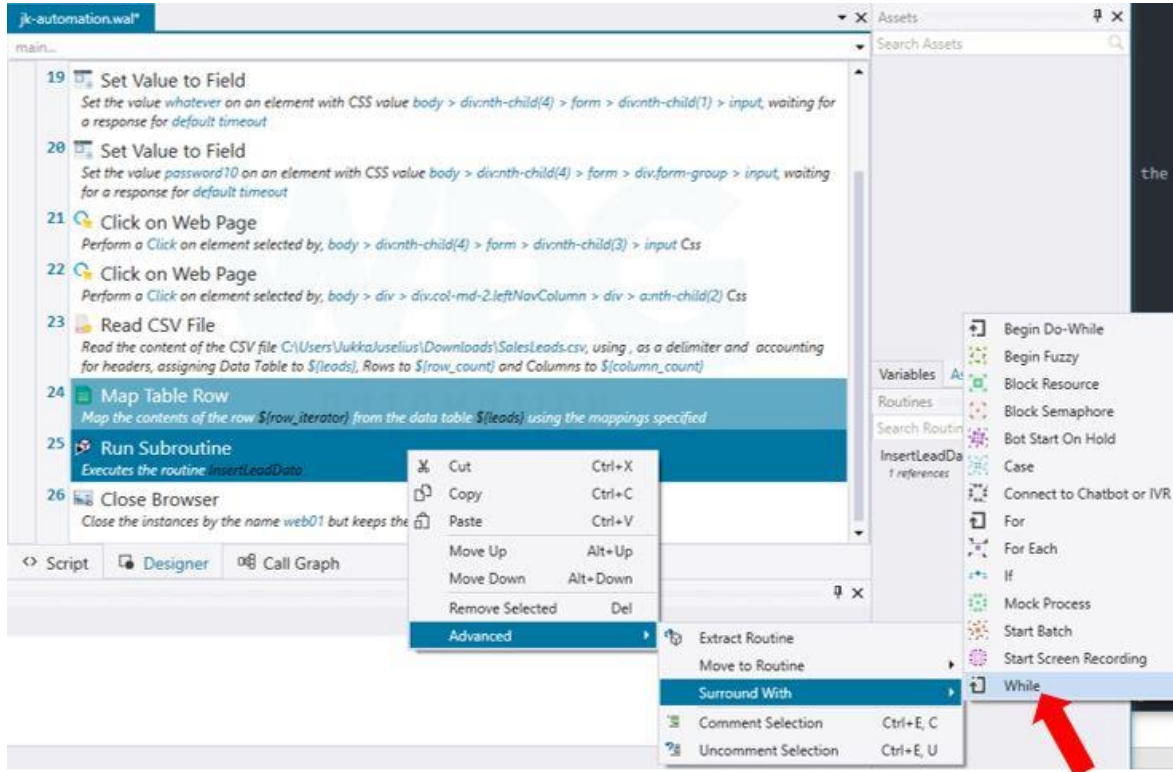 jk-automation.wal*
main...
19 Set Value to Field
Set the value whatever on an element with CSS value body > div:nth-child(4) > form > div:nth-child(1) > input, waiting for
a response for default timeout
20 Set Value to Field
Set the value password10 on an element with CSS value body > div:nth-child(4) > form > div.form-group > input, waiting
for a response for default timeout
21 Click on Web Page
Perform a Click on element selected by, body > div:nth-child(4) > form > div:nth-child(3) > input Css
22 Click on Web Page
Perform a Click on element selected by, body > div > div.col-md-2.leftNavColumn > div > a:nth-child(2) Css
23 Read CSV File
Read the content of the CSV file C:\Users\JukkaJuselius\Downloads\SalesLeads.csv, using , as a delimiter and accounting
for headers, assigning Data Table to ${leads}, Rows to ${row_count} and Columns to ${column_count}
24 Map Table Row
Map the contents of the row ${row_iterator} from the data table ${leads} using the mappings specified
25 Run Subroutine
Executes the routine InsertLeadData
26 Close Browser
Close the instances by the name web01 but keeps the
WDG
AUTOMATION
Script Designer Call Graph
Cut Ctrl+X
Copy Ctrl+C
Paste Ctrl+V
Move Up Alt+Up
Move Down Alt+Down
Remove Selected Del
Advanced
Extract Routine
Move to Routine
Surround With
Comment Selection Ctrl+E, C
Uncomment Selection Ctrl+E, U
Assets
Search Assets
Variables As
Routines
Search Routin
InsertLeadDa
1 references
the
Begin Do-While
Begin Fuzzy
Block Resource
Block Semaphore
Bot Start On Hold
Case
Connect to Chatbot or IVR
For
For Each
If
Mock Process
Start Batch
Start Screen Recording
While